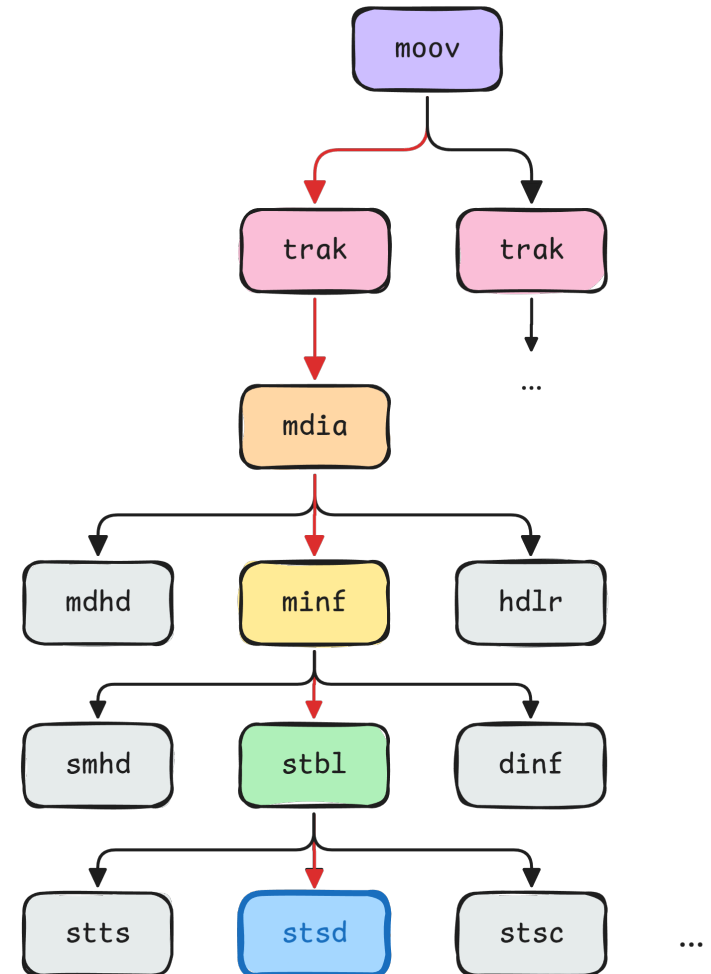 moov
trak trak
...
mdia
mdhd minf hdlr
smhd stbl dinf
stts stsd stsc ...